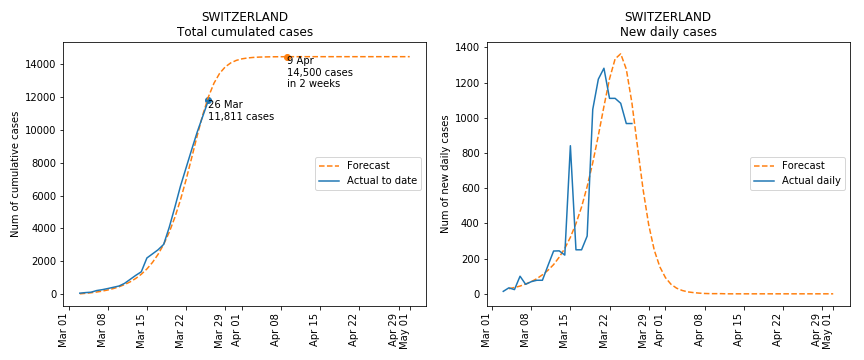 SWITZERLAND
Total cumulated cases
Num of cumulative cases
14000
12000
10000
8000
6000
4000
2000
0
9 Apr
14,500 cases
in 2 weeks
26 Mar
11,811 cases
Forecast
Actual to date
Mar 01
Mar 08
Mar 15
Mar 22
Mar 29
Apr 01
Apr 08
Apr 15
Apr 22
Apr 29
May 01
SWITZERLAND
New daily cases
Num of new daily cases
1400
1200
1000
800
600
400
200
0
Forecast
Actual daily
Mar 01
Mar 08
Mar 15
Mar 22
Mar 29
Apr 01
Apr 08
Apr 15
Apr 22
Apr 29
May 01